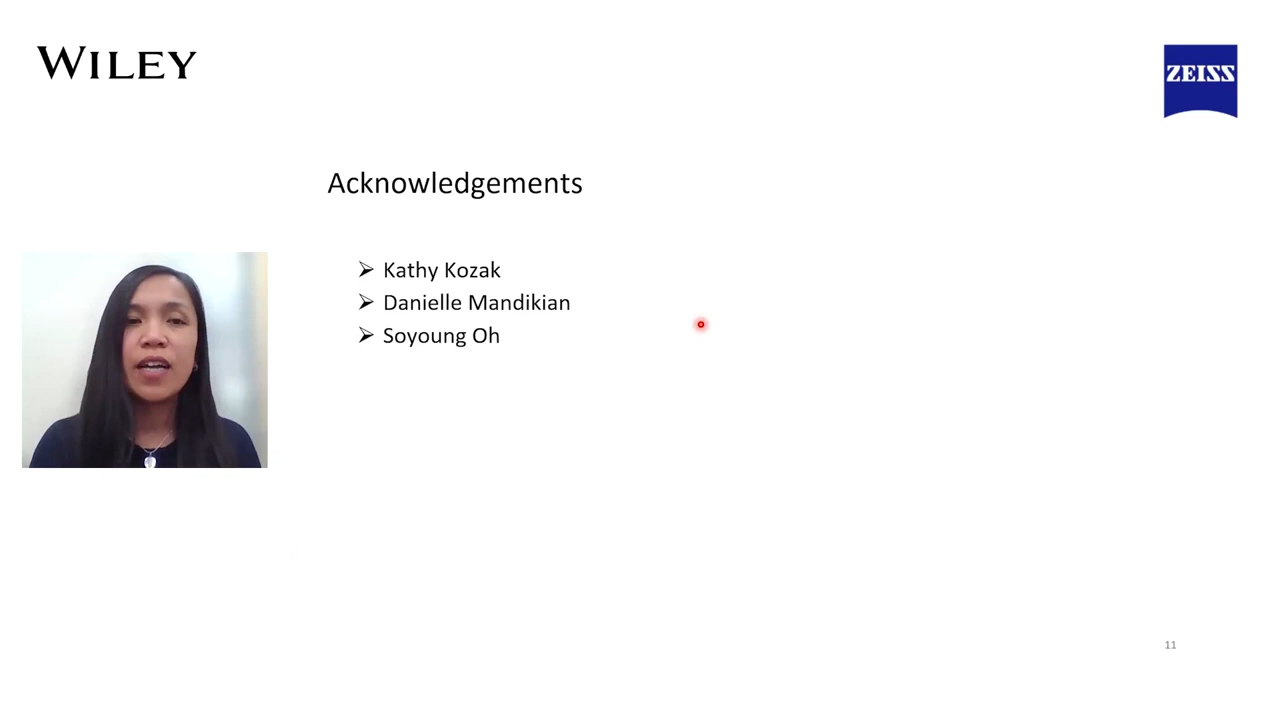 WILEY
ZEISS
Acknowledgements
➢ Kathy Kozak
➢ Danielle Mandikian
➢ Soyoung Oh
11